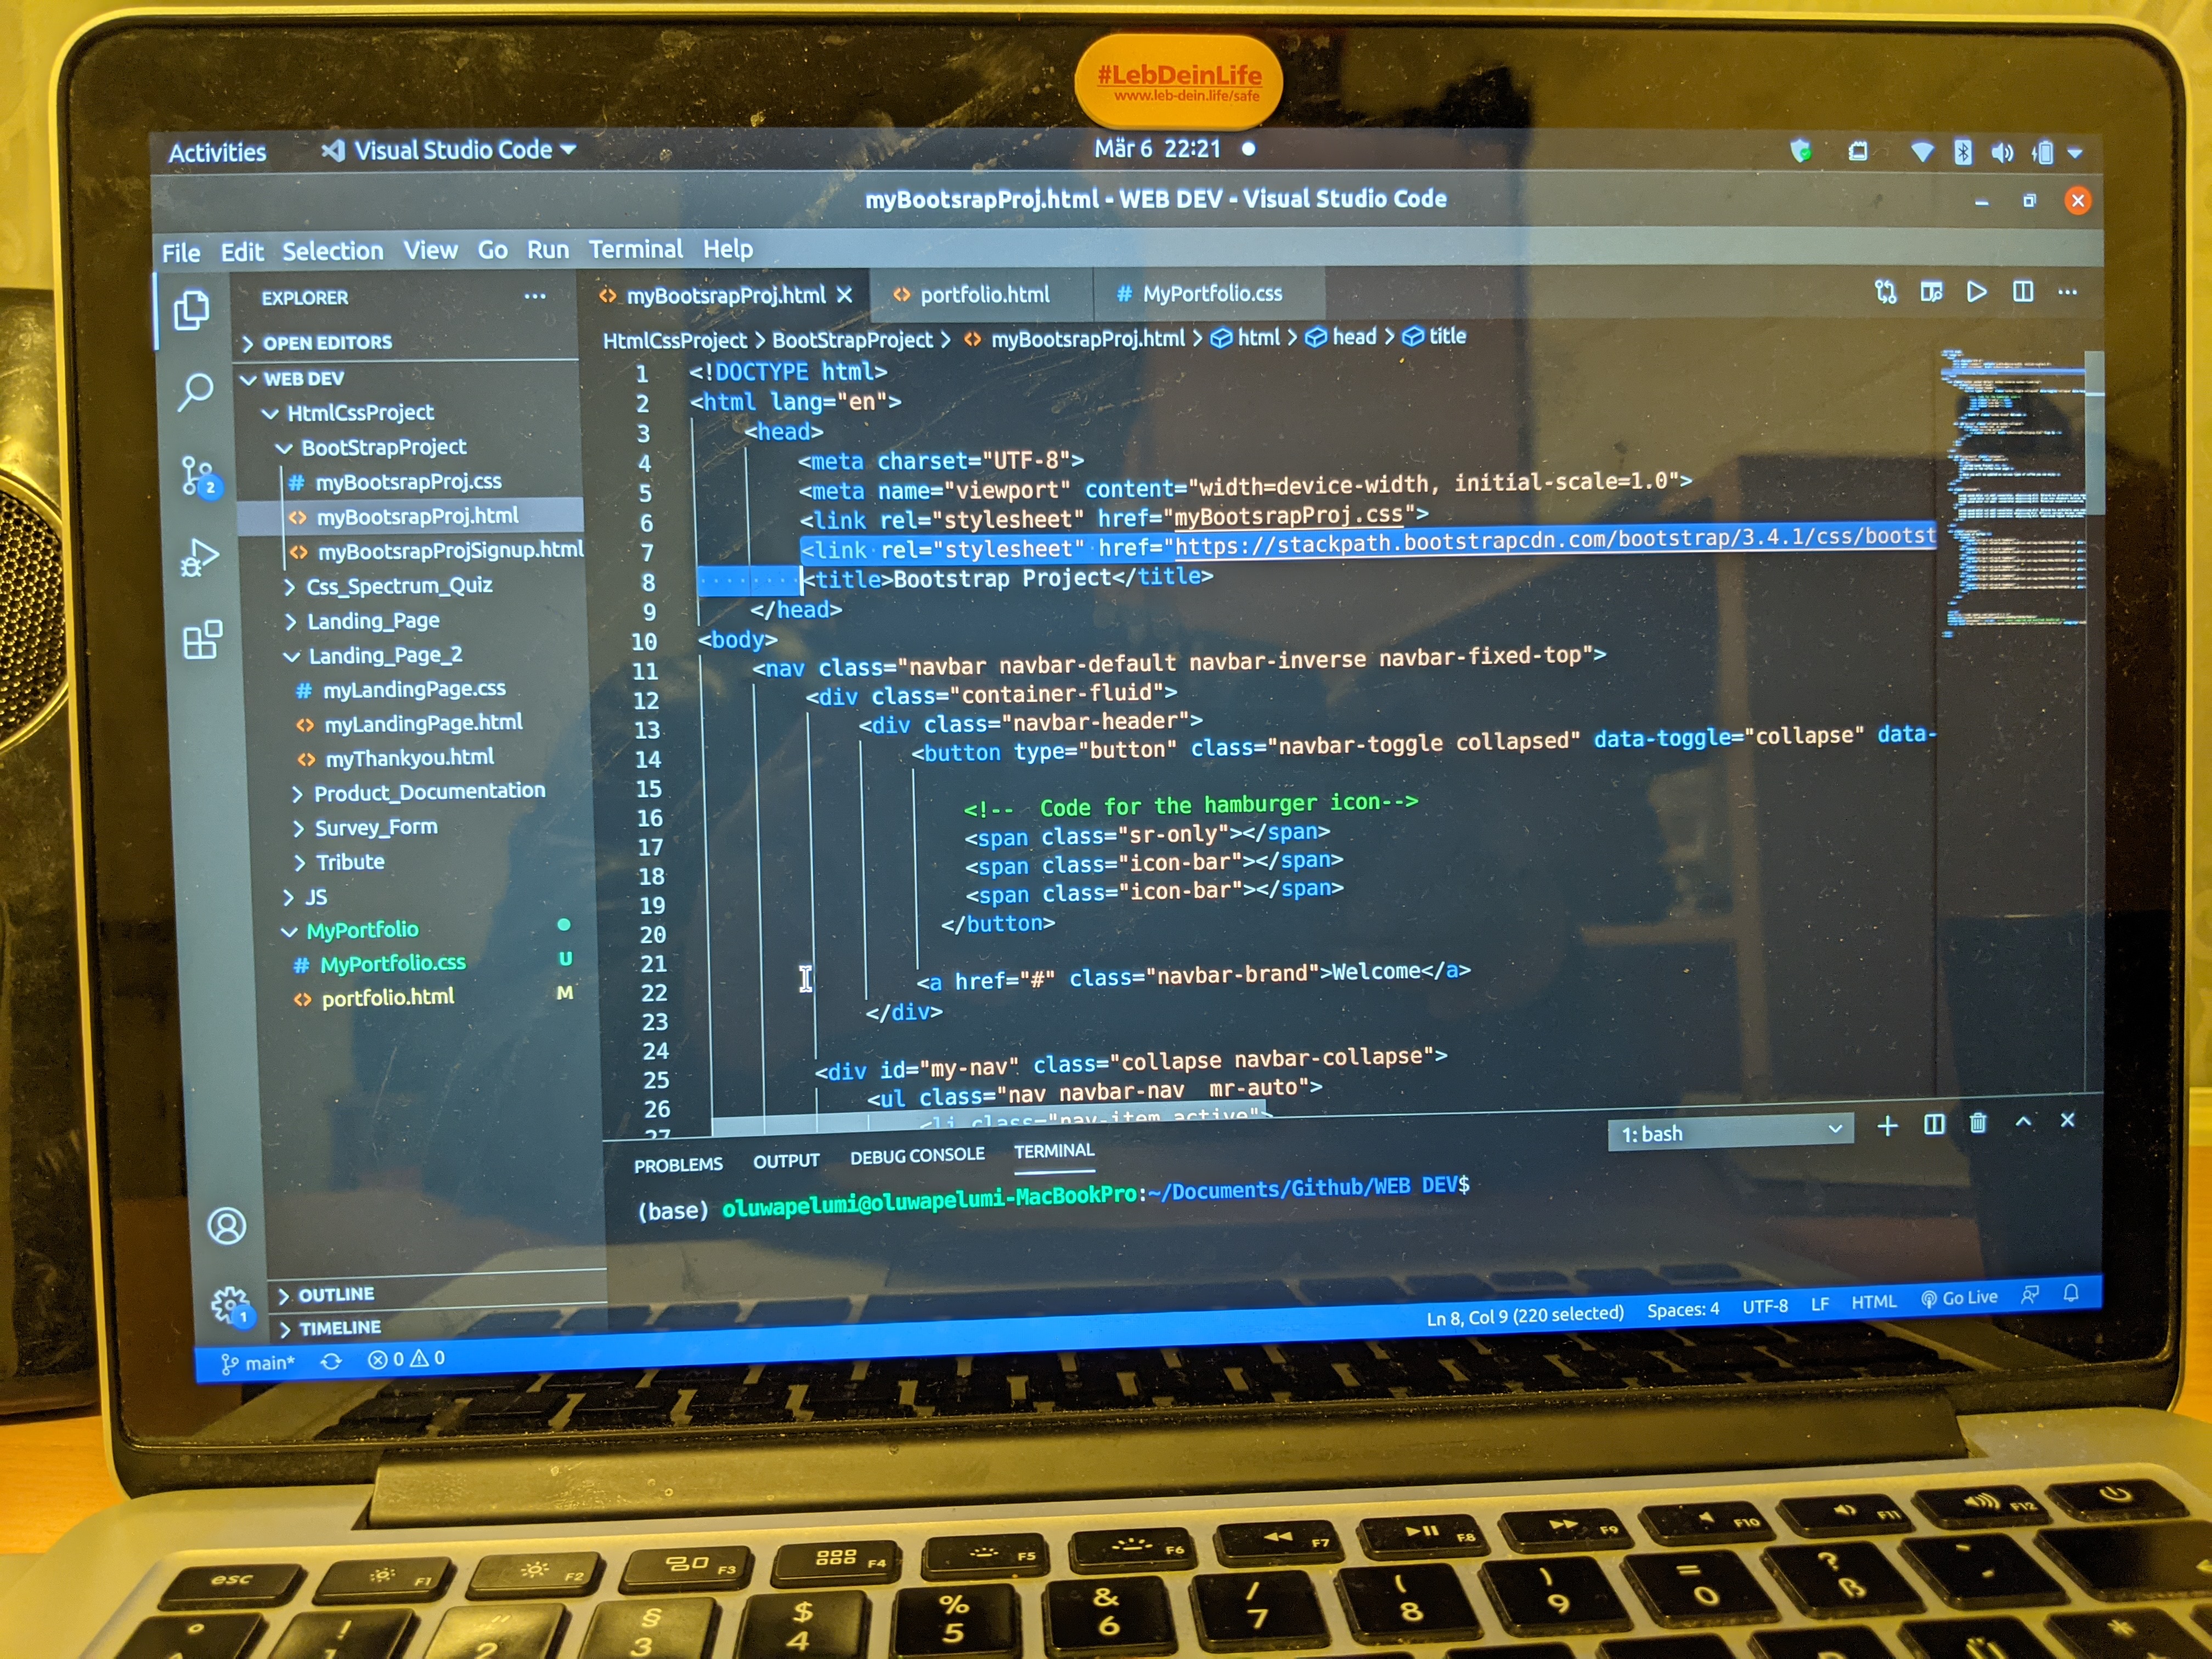 #LebDeinLife
www.leb-dein.life/safe
Activities Visual Studio Code Mär 6 22:21
myBootsrapProj.html - WEB DEV - Visual Studio Code
File Edit Selection View Go Run Terminal Help
EXPLORER ...
OPEN EDITORS
WEB DEV
HtmlCssProject
BootStrapProject
# myBootsrapProj.css
<> myBootsrapProj.html
<> myBootsrapProjSignup.html
Css_Spectrum_Quiz
Landing_Page
Landing_Page_2
# myLandingPage.css
<> myLandingPage.html
<> myThankyou.html
Product_Documentation
Survey_Form
Tribute
JS
MyPortfolio
# MyPortfolio.css U
<> portfolio.html M
OUTLINE
TIMELINE
2
1
<> myBootsrapProj.html <> portfolio.html # MyPortfolio.css
HtmlCssProject > BootStrapProject > <> myBootsrapProj.html > html > head > title
1 <!DOCTYPE html>
2 <html lang="en">
3 <head>
4 <meta charset="UTF-8">
5 <meta name="viewport" content="width=device-width, initial-scale=1.0">
6 <link rel="stylesheet" href="myBootsrapProj.css">
7 <link rel="stylesheet" href="https://stackpath.bootstrapcdn.com/bootstrap/3.4.1/css/bootst
8 <title>Bootstrap Project</title>
9 </head>
10 <body>
11 <nav class="navbar navbar-default navbar-inverse navbar-fixed-top">
12 <div class="container-fluid">
13 <div class="navbar-header">
14 <button type="button" class="navbar-toggle collapsed" data-toggle="collapse" data-
15
16 <!-- Code for the hamburger icon-->
17 <span class="sr-only"></span>
18 <span class="icon-bar"></span>
19 <span class="icon-bar"></span>
20 </button>
21
22 <a href="#" class="navbar-brand">Welcome</a>
23 </div>
24
25 <div id="my-nav" class="collapse navbar-collapse">
26 <ul class="nav navbar-nav  mr-auto">
27 <li class="nav-item active">
PROBLEMS OUTPUT DEBUG CONSOLE TERMINAL 1: bash
(base) oluwapelumi@oluwapelumi-MacBookPro:~/Documents/Github/WEB DEV$
main* 0 0 Ln 8, Col 9 (220 selected) Spaces: 4 UTF-8 LF HTML Go Live
esc F1 F2 F3 F4 F5 F6 F7 F8 F9 F10 F11 F12
° ! " § $ % & / ( ) = ? `
1 2 3 4 5 6 7 8 9 0 ß ´
Ü *